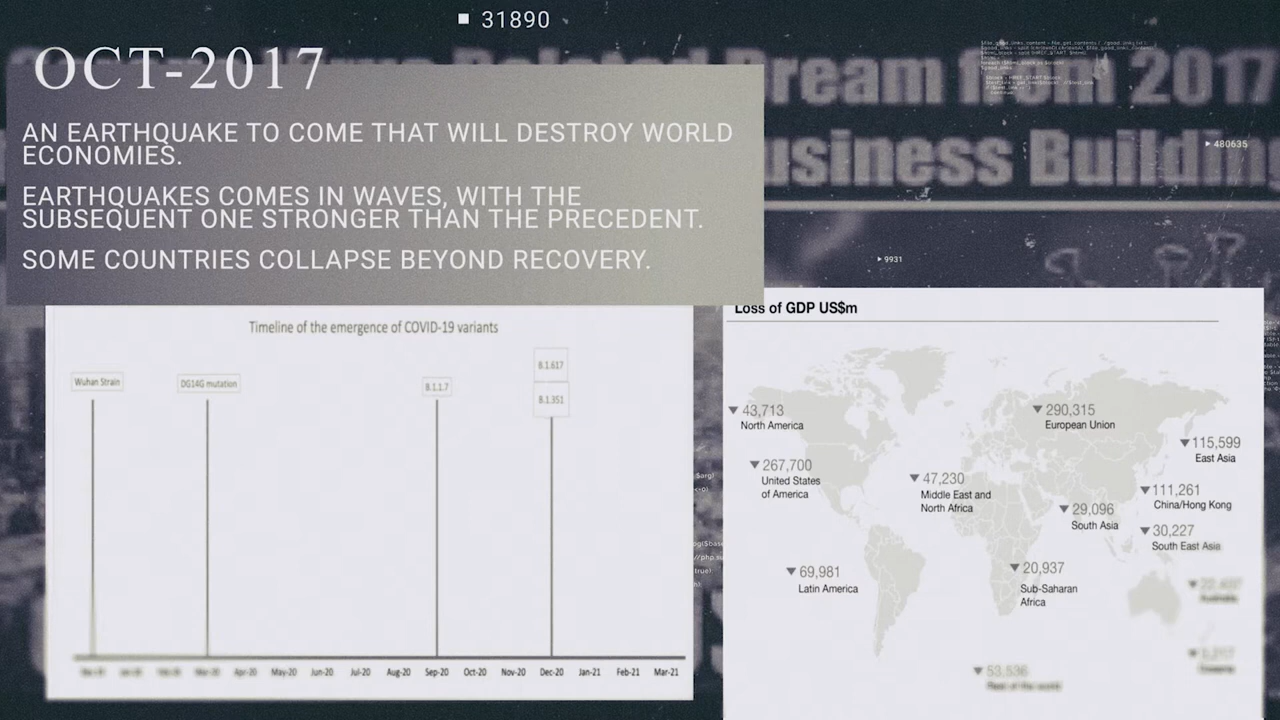 31890
OCT-2017
Dream from 2017
usiness Building
AN EARTHQUAKE TO COME THAT WILL DESTROY WORLD
ECONOMIES.
EARTHQUAKES COMES IN WAVES, WITH THE
SUBSEQUENT ONE STRONGER THAN THE PRECEDENT.
SOME COUNTRIES COLLAPSE BEYOND RECOVERY.
480635
9931
Timeline of the emergence of COVID-19 variants
Wuhan Strain
DG14G mutation
B.1.1.7
B.1.617
B.1.351
Apr-20 May-20 Jun-20 Jul-20 Aug-20 Sep-20 Oct-20 Nov-20 Dec-20 Jan-21 Feb-21 Mar-21
Loss of GDP US$m
43,713
North America
290,315
European Union
115,599
East Asia
267,700
United States
of America
47,230
Middle East and
North Africa
111,261
China/Hong Kong
29,096
South Asia
30,227
South East Asia
69,981
Latin America
20,937
Sub-Saharan
Africa
53,536
Rest of the world